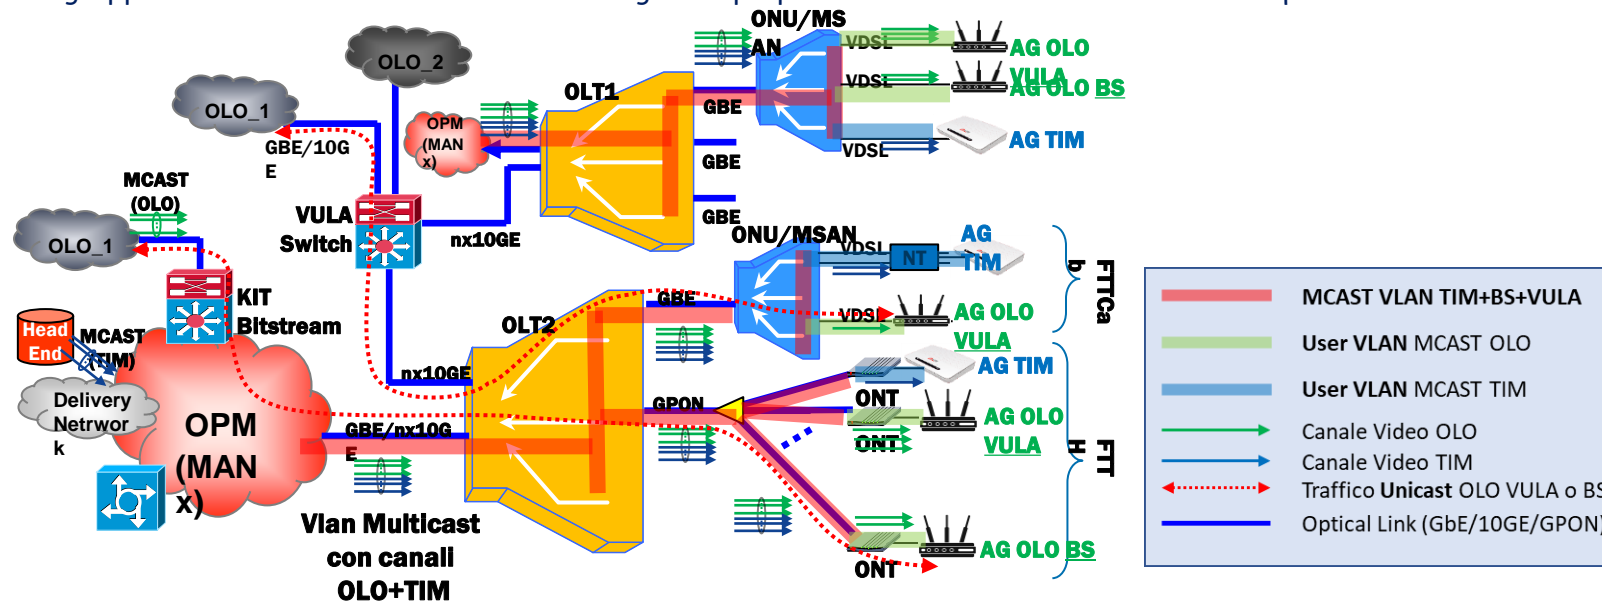 ONU/MS
AN
VDSL
AG OLO
VULA
VDSL
AG OLO BS
VDSL
AG TIM
OLO_2
OLO_1
OLT1
OPM
(MAN
x)
GBE
GBE
GBE
GBE/10G
E
MCAST
(OLO)
VULA
Switch
nx10GE
OLO_1
KIT
Bitstream
ONU/MSAN
VDSL
NT
AG
TIM
GBE
VDSL
AG OLO
VULA
FTTCa
b
OLT2
Head
End
MCAST
(TIM)
Delivery
Netwrwor
k
OPM
(MAN
x)
nx10GE
GBE/nx10G
E
GPON
AG TIM
ONT
AG OLO
VULA
ONT
FTT
H
AG OLO BS
ONT
Vlan Multicast
con canali
OLO+TIM
MCAST VLAN TIM+BS+VULA
User VLAN MCAST OLO
User VLAN MCAST TIM
Canale Video OLO
Canale Video TIM
Traffico Unicast OLO VULA o BS
Optical Link (GbE/10GE/GPON)